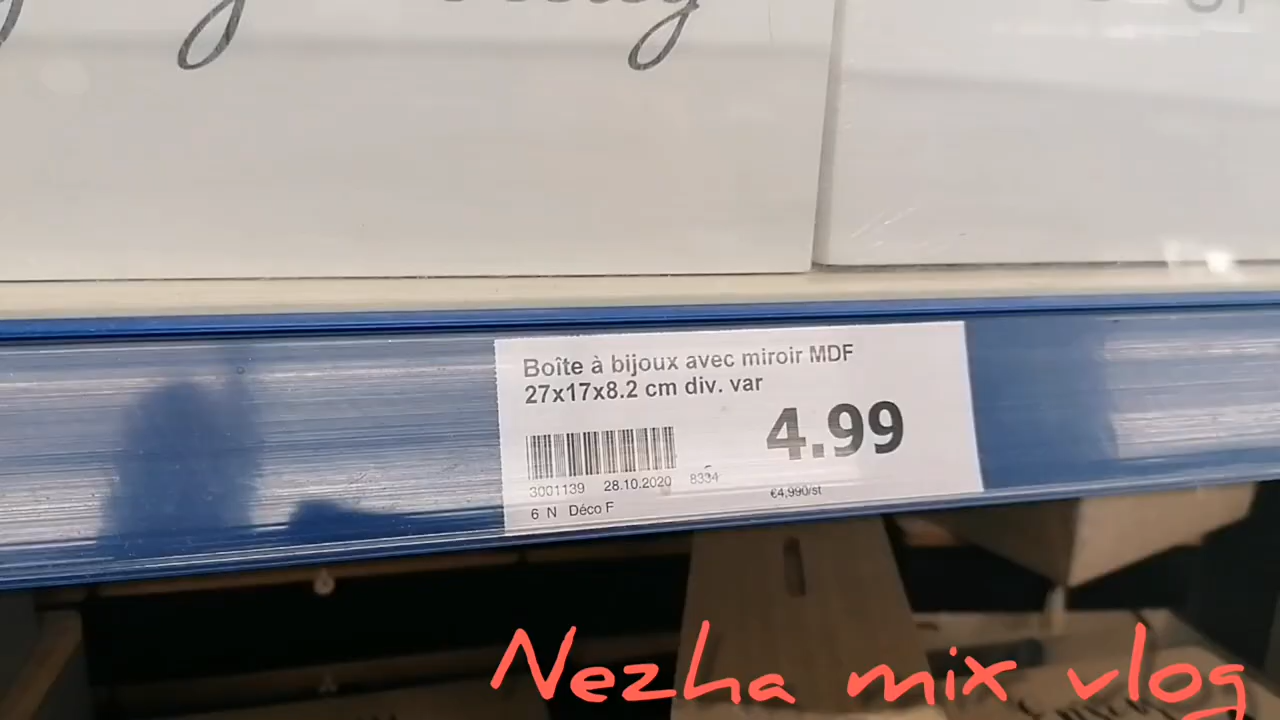 Boîte à bijoux avec miroir MDF
27x17x8.2 cm div. var
4.99
3001139 28.10.2020 8334
€4,990/st
6 N Déco F
Nezha mix vlog